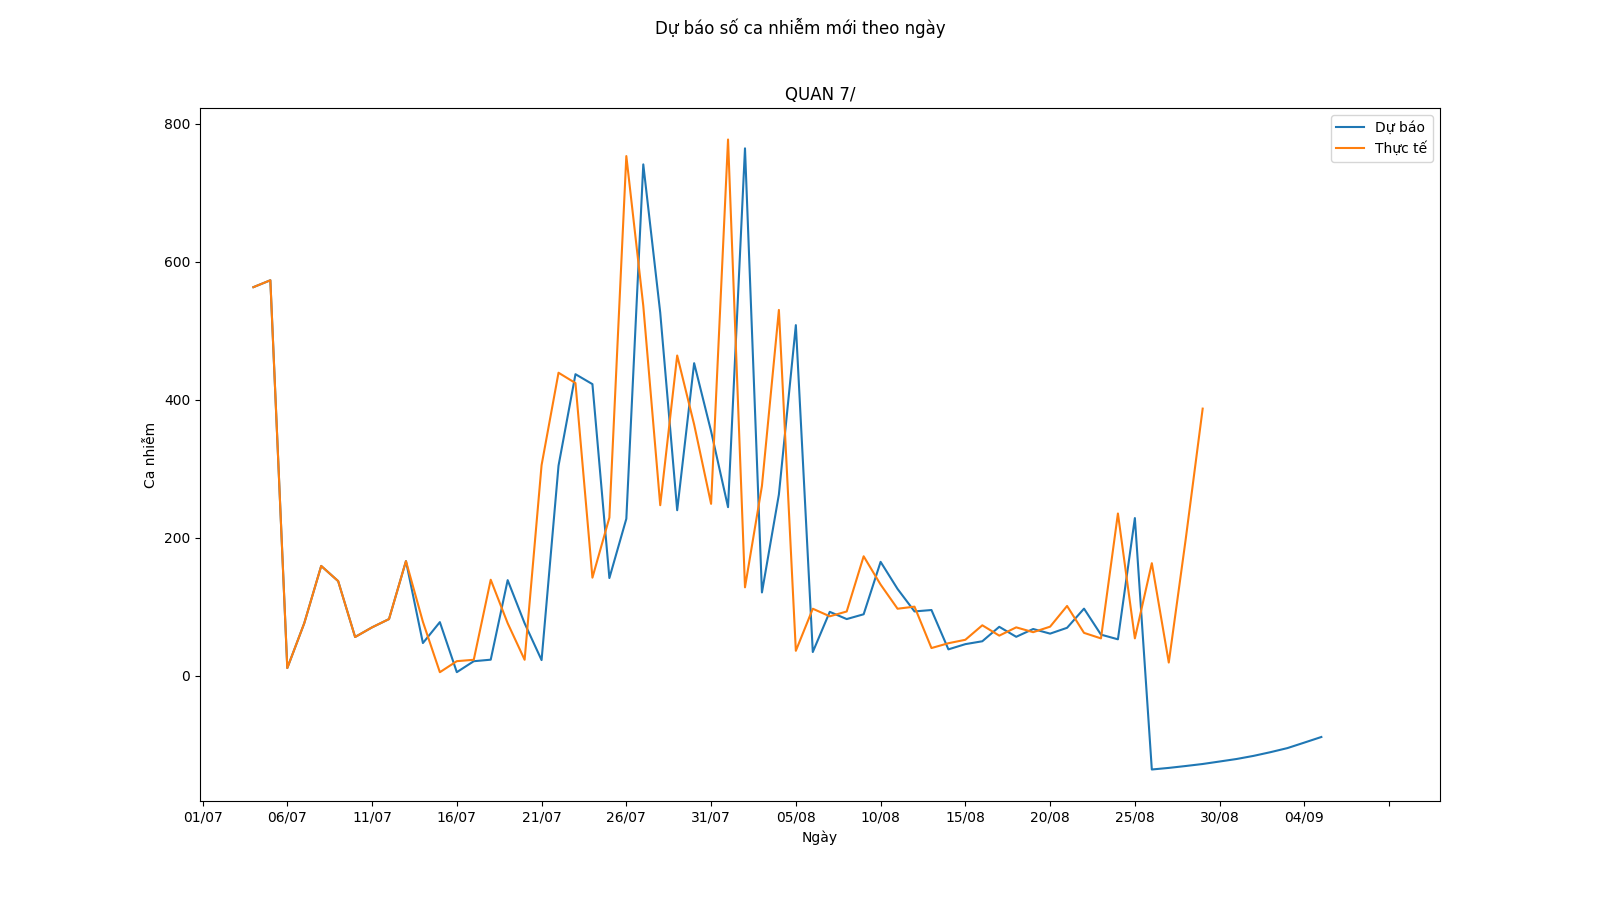 Dự báo số ca nhiễm mới theo ngày
QUAN 7/
Dự báo
Thực tế
800
600
400
200
0
Ca nhiễm
01/07 06/07 11/07 16/07 21/07 26/07 31/07 05/08 10/08 15/08 20/08 25/08 30/08 04/09
Ngày